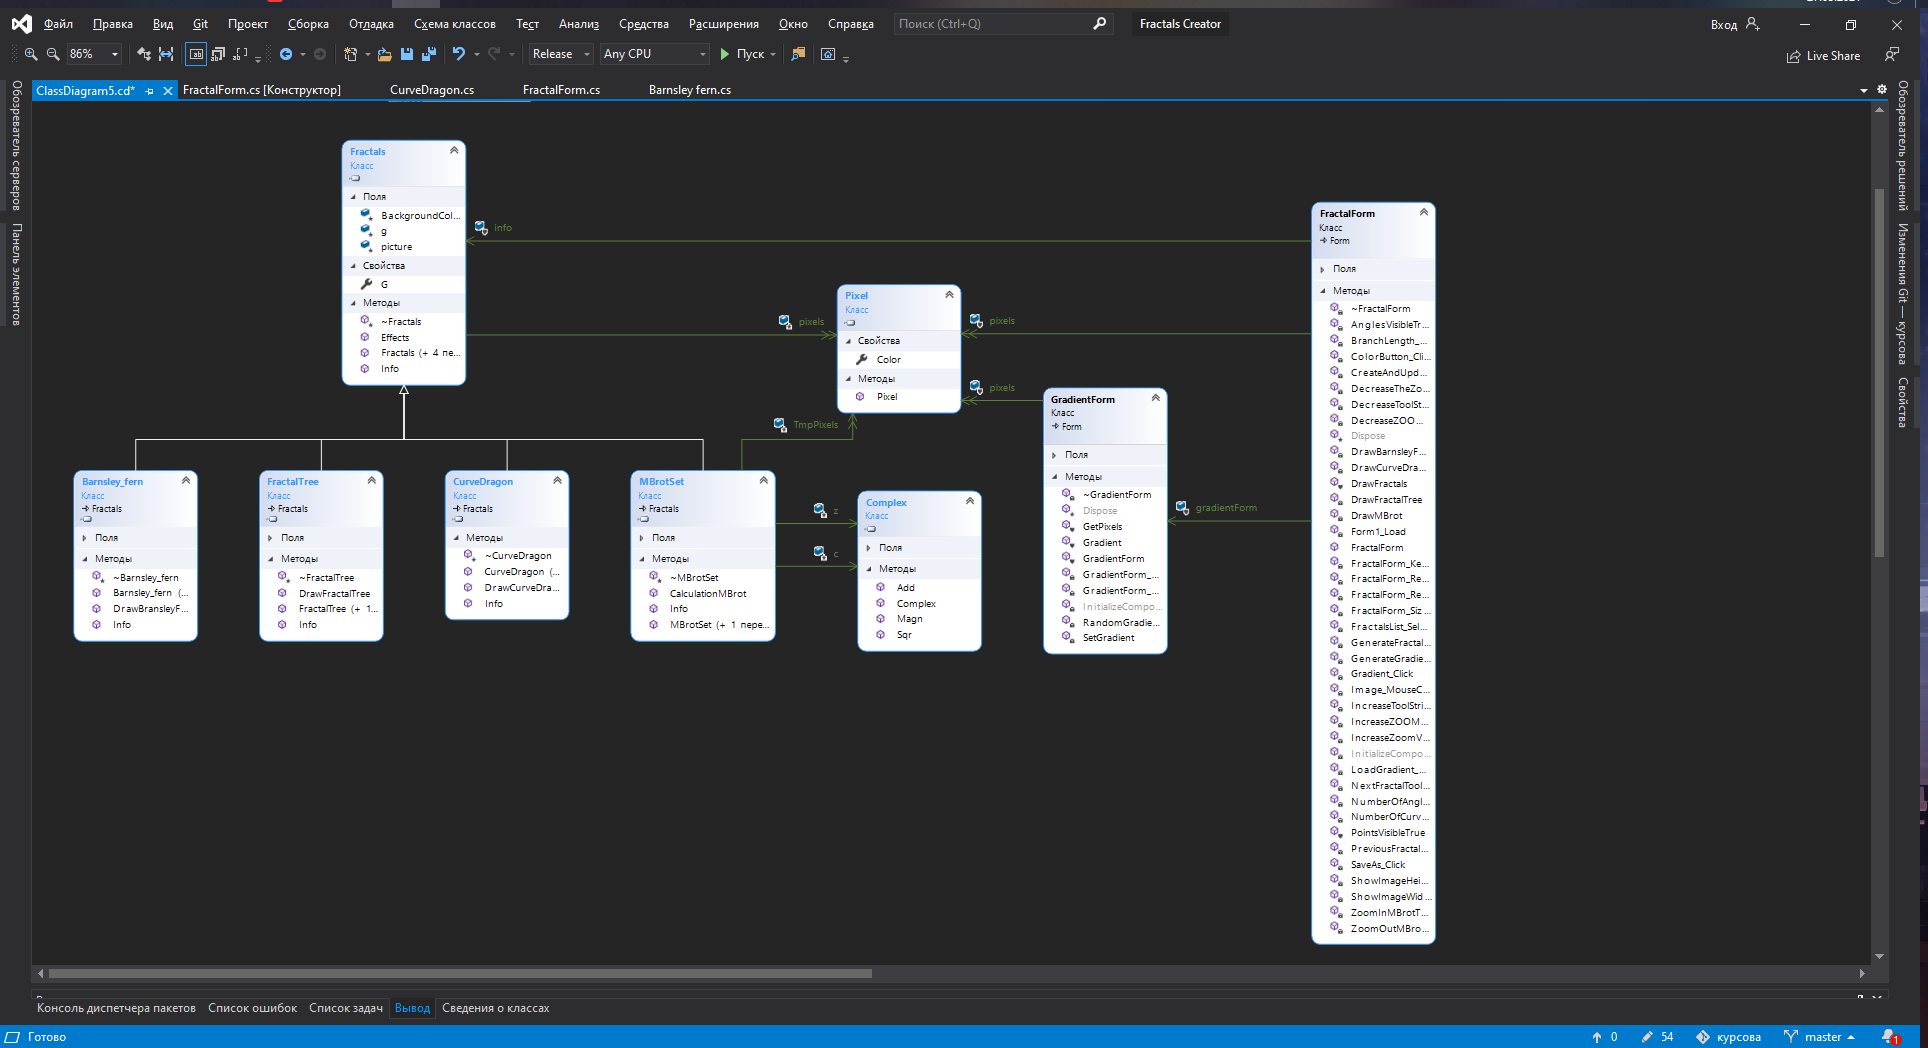 Файл Правка Вид Git Проект Сборка Отладка Схема классов Тест Анализ Средства Расширения Окно Справка Поиск (Ctrl+Q) Fractals Creator Вход
86% Release Any CPU Пуск Live Share
ClassDiagram5.cd* FractalForm.cs [Конструктор] CurveDragon.cs FractalForm.cs Barnsley fern.cs
Обозреватель серверов
Панель элементов
Fractals
Класс
Поля
BackgroundCol...
g
picture
Свойства
G
Методы
~Fractals
Effects
Fractals (+ 4 пе...
Info
info
pixels
Pixel
Класс
Свойства
Color
Методы
Pixel
pixels
pixels
TmpPixels
Barnsley_fern
Класс
Fractals
Поля
Методы
~Barnsley_fern
Barnsley_fern (...
DrawBransleyF...
Info
FractalTree
Класс
Fractals
Поля
Методы
~FractalTree
DrawFractalTree
FractalTree (+ 1...
Info
CurveDragon
Класс
Fractals
Методы
~CurveDragon
CurveDragon (...
DrawCurveDra...
Info
MBrotSet
Класс
Fractals
Поля
Методы
~MBrotSet
CalculationMBrot
Info
MBrotSet (+ 1 пере...
z
c
Complex
Класс
Поля
Методы
Add
Complex
Magn
Sqr
GradientForm
Класс
Form
Поля
Методы
~GradientForm
Dispose
GetPixels
Gradient
GradientForm
GradientForm_...
GradientForm_...
InitializeCompo...
RandomGradie...
SetGradient
gradientForm
FractalForm
Класс
Form
Поля
Методы
~FractalForm
AnglesVisibleTr...
BranchLength_...
ColorButton_Cli...
CreateAndUpd...
DecreaseTheZo...
DecreaseToolSt...
DecreaseZOO...
Dispose
DrawBarnsleyF...
DrawCurveDra...
DrawFractals
DrawFractalTree
DrawMBrot
Form1_Load
FractalForm
FractalForm_Ke...
FractalForm_Re...
FractalForm_Re...
FractalForm_Siz...
FractalsList_Sel...
GenerateFractal...
GenerateGradie...
Gradient_Click
Image_MouseC...
IncreaseToolStri...
IncreaseZOOM...
IncreaseZoomV...
InitializeCompo...
LoadGradient_...
NextFractalTool...
NumberOfAngl...
NumberOfCurv...
PointsVisibleTrue
PreviousFractal...
SaveAs_Click
ShowImageHei...
ShowImageWid...
ZoomInMBrotT...
ZoomOutMBro...
Обозреватель решений
Изменения Git — курсова
Свойства
Консоль диспетчера пакетов Список ошибок Список задач Вывод Сведения о классах
Готово 0 54 курсова master 1